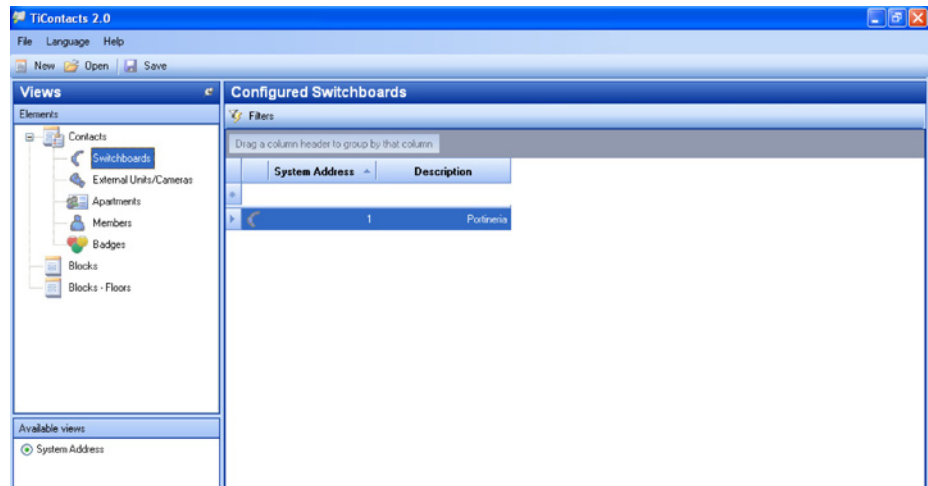 TiContacts 2.0
File Language Help
New Open Save
Views
Elements
Contacts
Switchboards
External Units/Cameras
Apartments
Members
Badges
Blocks
Blocks - Floors
Available views
System Address
Configured Switchboards
Filters
Drag a column header to group by that column
System Address Description
1 Portineria